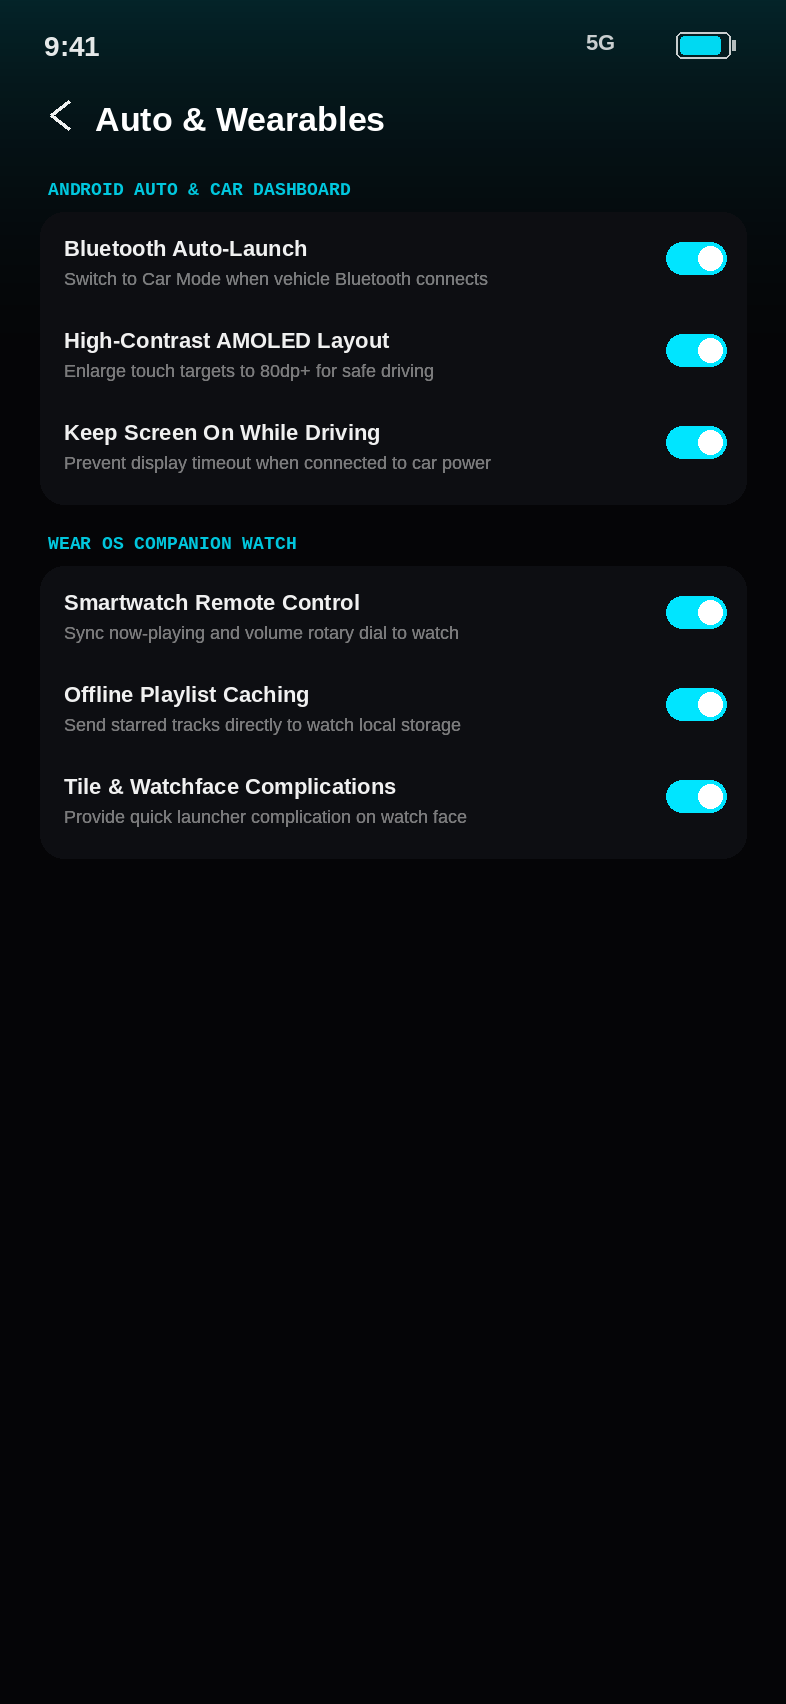 9:41
5G
Auto & Wearables
ANDROID AUTO & CAR DASHBOARD
Bluetooth Auto-Launch
Switch to Car Mode when vehicle Bluetooth connects
High-Contrast AMOLED Layout
Enlarge touch targets to 80dp+ for safe driving
Keep Screen On While Driving
Prevent display timeout when connected to car power
WEAR OS COMPANION WATCH
Smartwatch Remote Control
Sync now-playing and volume rotary dial to watch
Offline Playlist Caching
Send starred tracks directly to watch local storage
Tile & Watchface Complications
Provide quick launcher complication on watch face